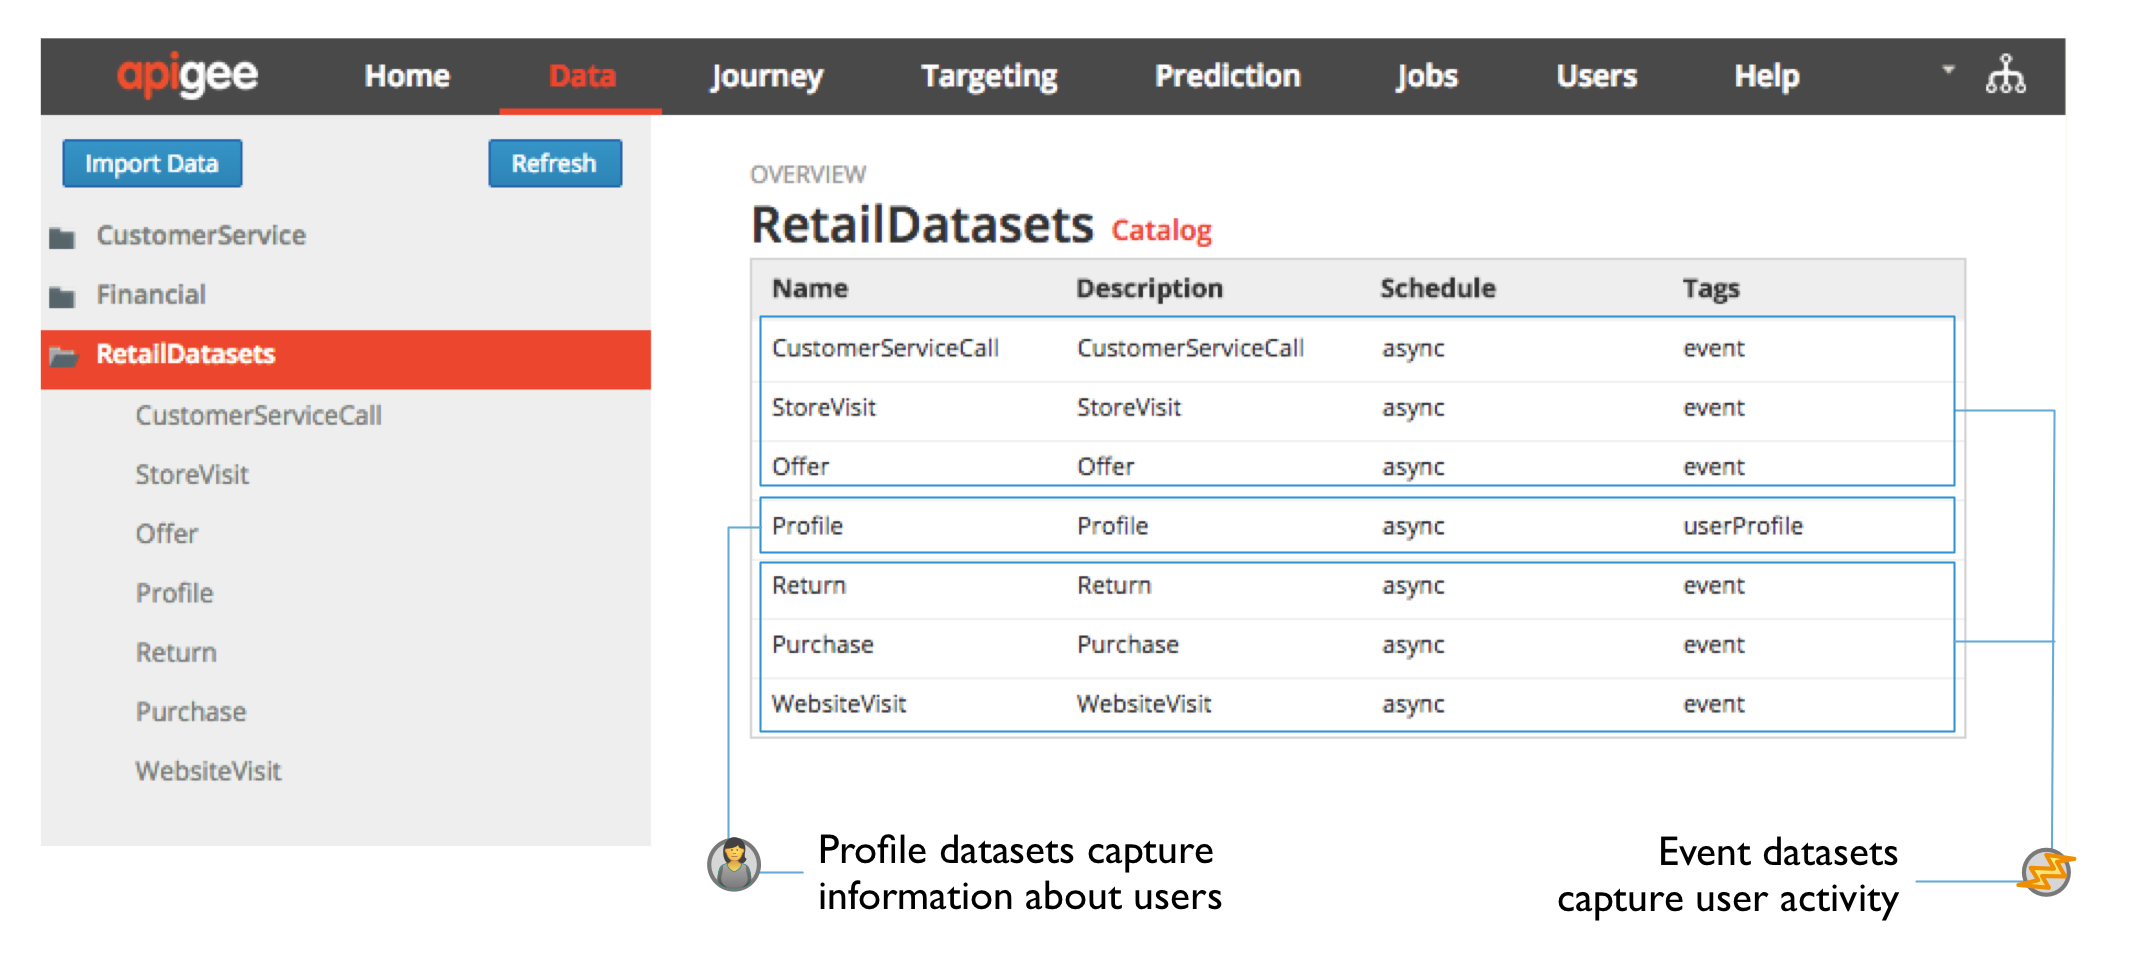 apigee Home Data Journey Targeting Prediction Jobs Users Help
Import Data Refresh
CustomerService
Financial
RetailDatasets
CustomerServiceCall
StoreVisit
Offer
Profile
Return
Purchase
WebsiteVisit
OVERVIEW
RetailDatasets Catalog
Name Description Schedule Tags
CustomerServiceCall CustomerServiceCall async event
StoreVisit StoreVisit async event
Offer Offer async event
Profile Profile async userProfile
Return Return async event
Purchase Purchase async event
WebsiteVisit WebsiteVisit async event
Profile datasets capture
information about users
Event datasets
capture user activity